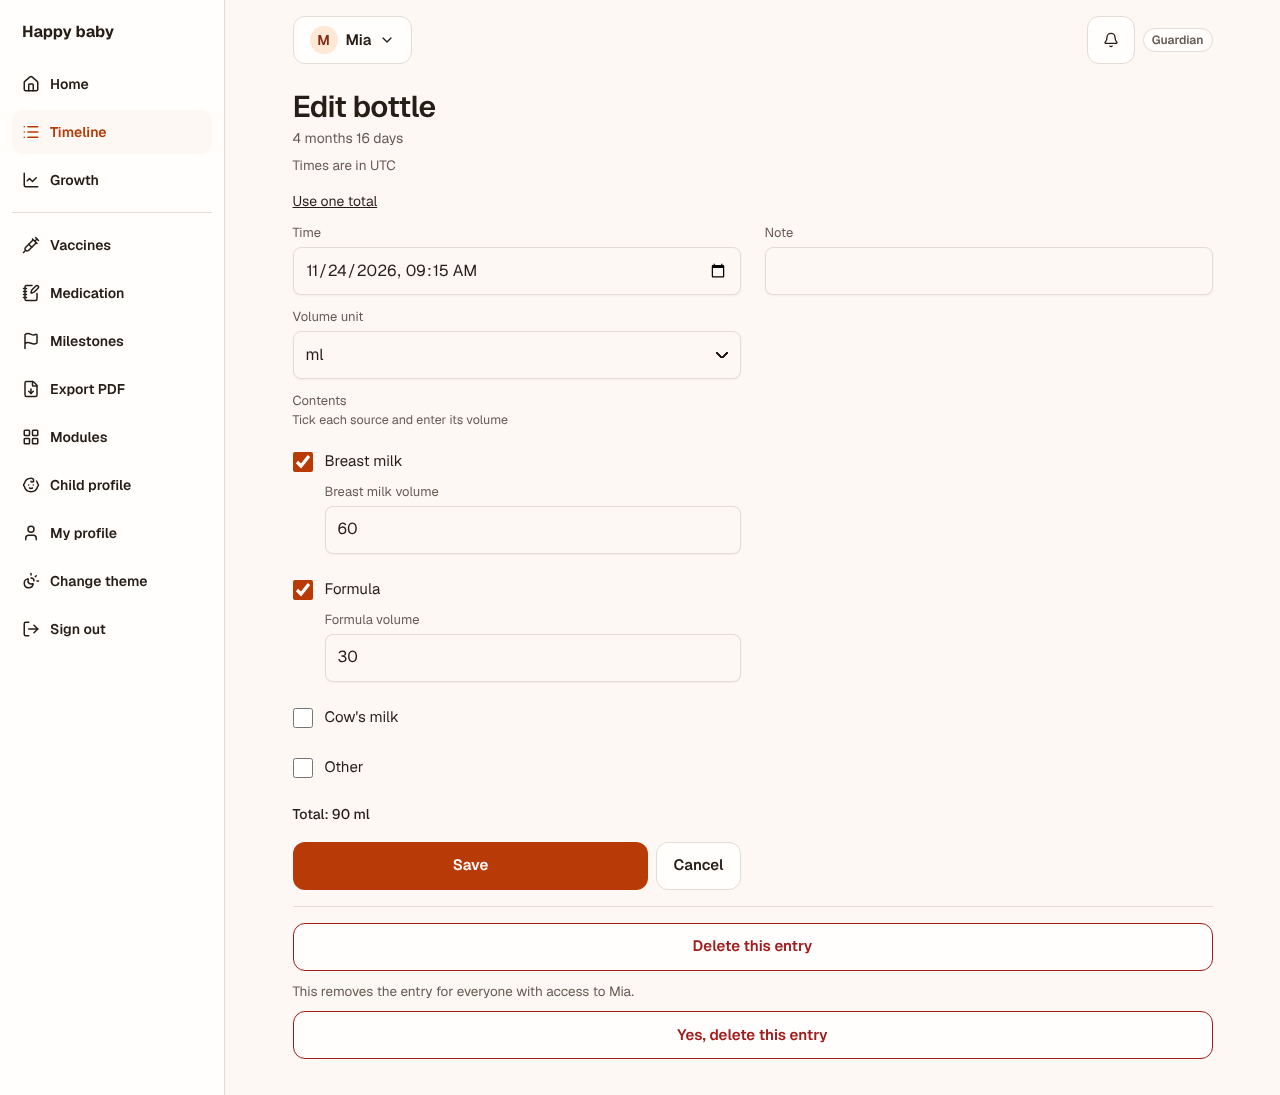 Happy baby
Home
Timeline
Growth
Vaccines
Medication
Milestones
Export PDF
Modules
Child profile
My profile
Change theme
Sign out
M Mia
Guardian
Edit bottle
4 months 16 days
Times are in UTC
Use one total
Time
11/24/2026, 09:15 AM
Note
Volume unit
ml
Contents
Tick each source and enter its volume
Breast milk
Breast milk volume
60
Formula
Formula volume
30
Cow's milk
Other
Total: 90 ml
Save
Cancel
Delete this entry
This removes the entry for everyone with access to Mia.
Yes, delete this entry